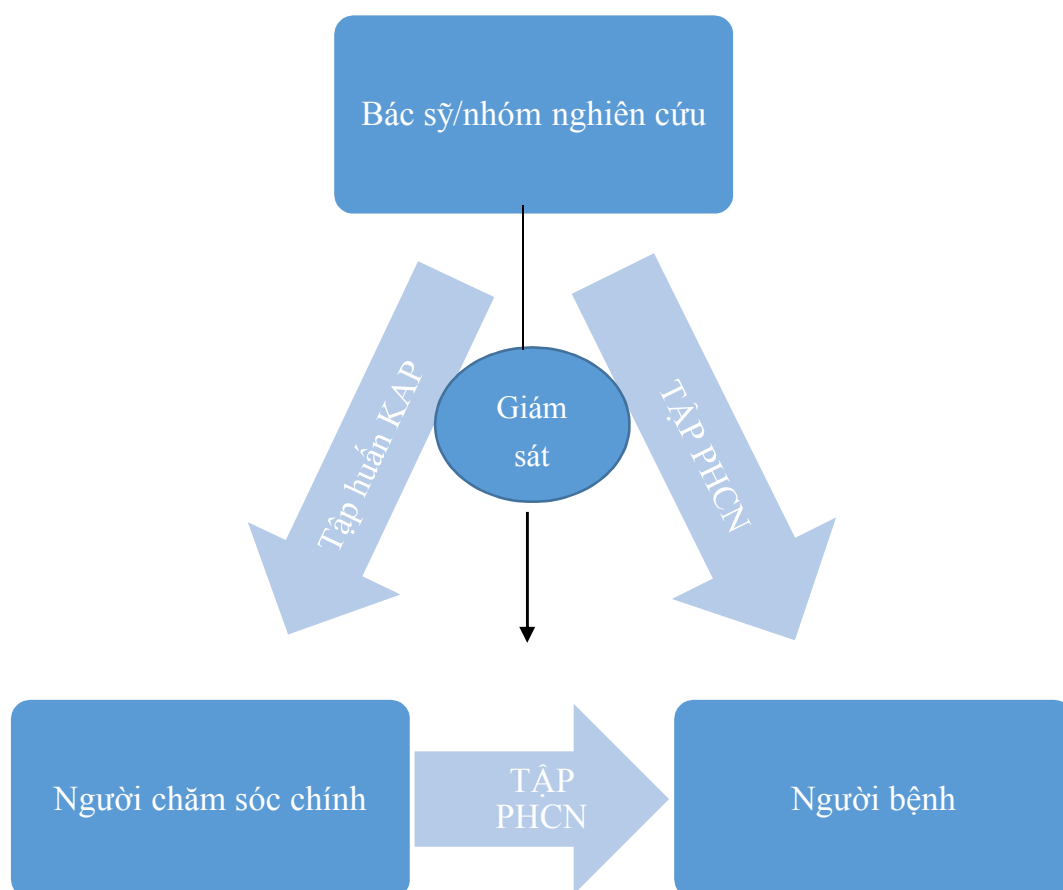 Bác sỹ/nhóm nghiên cứu
Tập huấn KAP
Giám
sát
TẬP PHCN
Người chăm sóc chính
TẬP
PHCN
Người bệnh